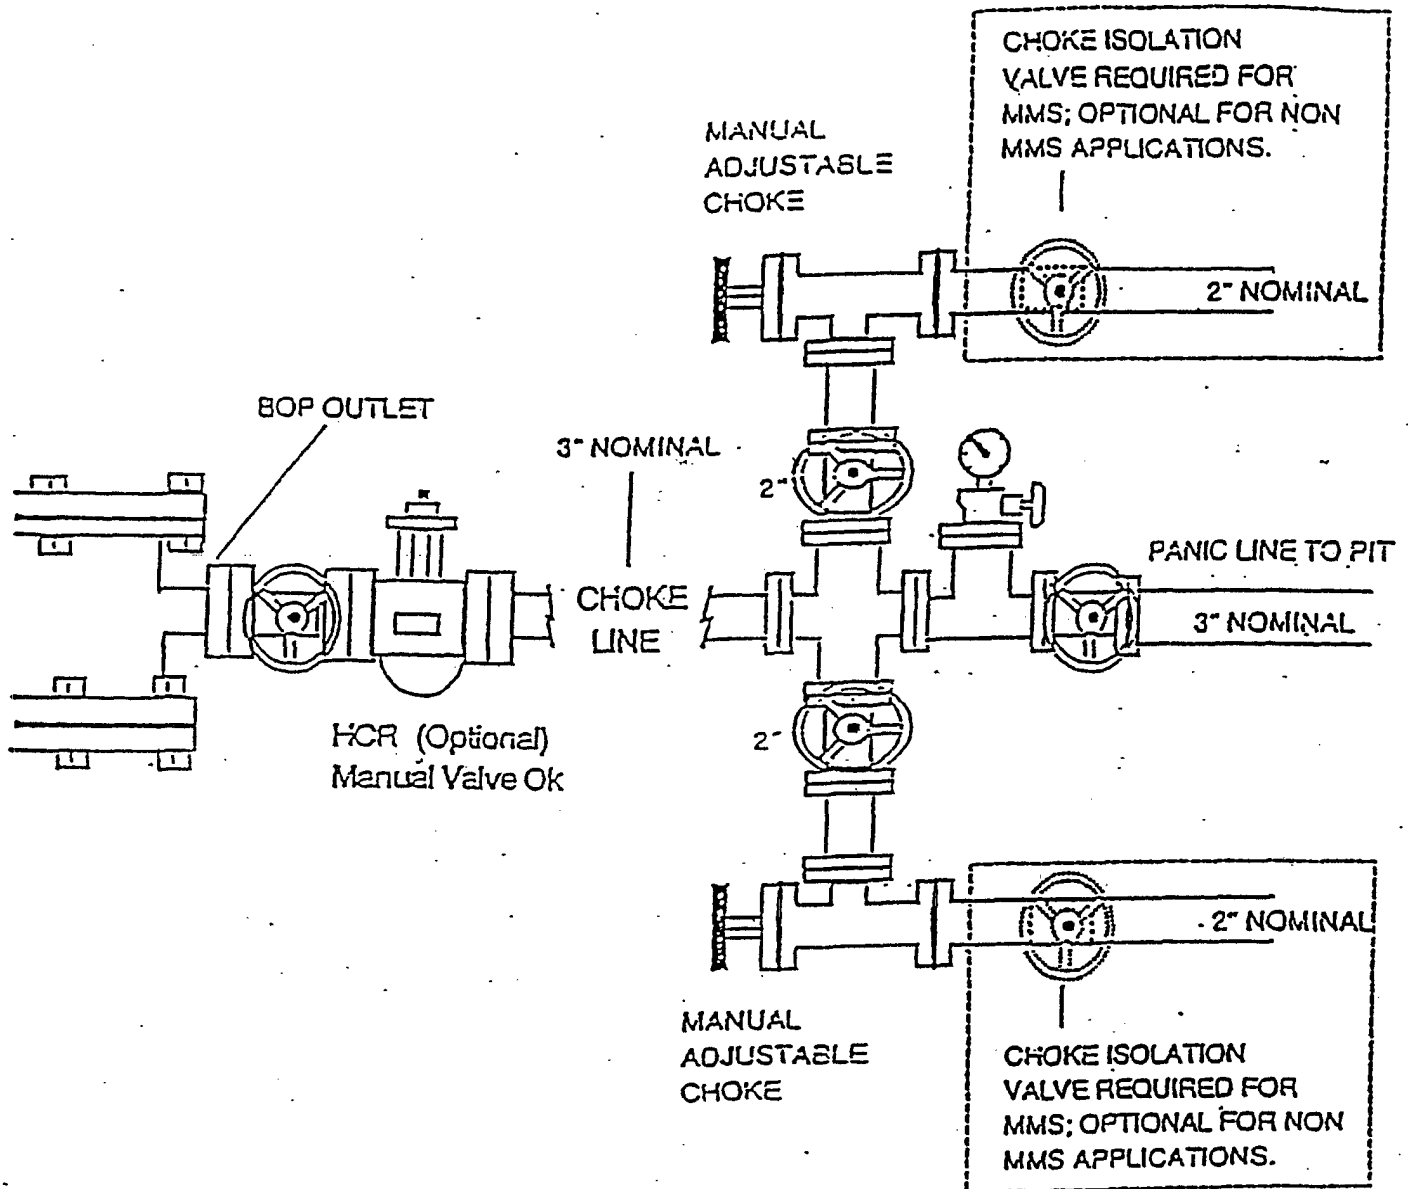 CHOKE ISOLATION
VALVE REQUIRED FOR
MMS; OPTIONAL FOR NON
MMS APPLICATIONS.
MANUAL
ADJUSTABLE
CHOKE
2" NOMINAL
BOP OUTLET
3" NOMINAL
2"
PANIC LINE TO PIT
CHOKE
LINE
3" NOMINAL
HCR (Optional)
Manual Valve Ok
2"
2" NOMINAL
MANUAL
ADJUSTABLE
CHOKE
CHOKE ISOLATION
VALVE REQUIRED FOR
MMS; OPTIONAL FOR NON
MMS APPLICATIONS.